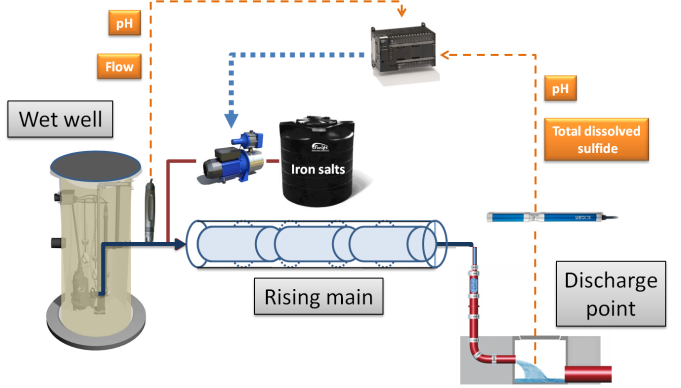 pH
Flow
Wet well
Iron salts
pH
Total dissolved
sulfide
Rising main
Discharge
point